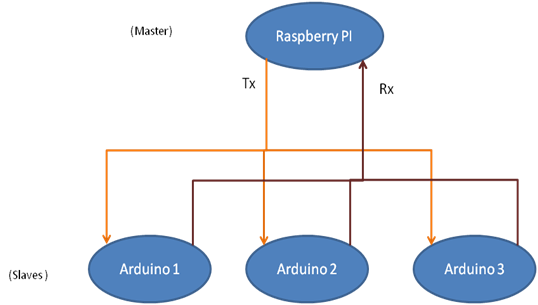 (Master)
Raspberry PI
Tx
Rx
(Slaves )
Arduino 1
Arduino 2
Arduino 3